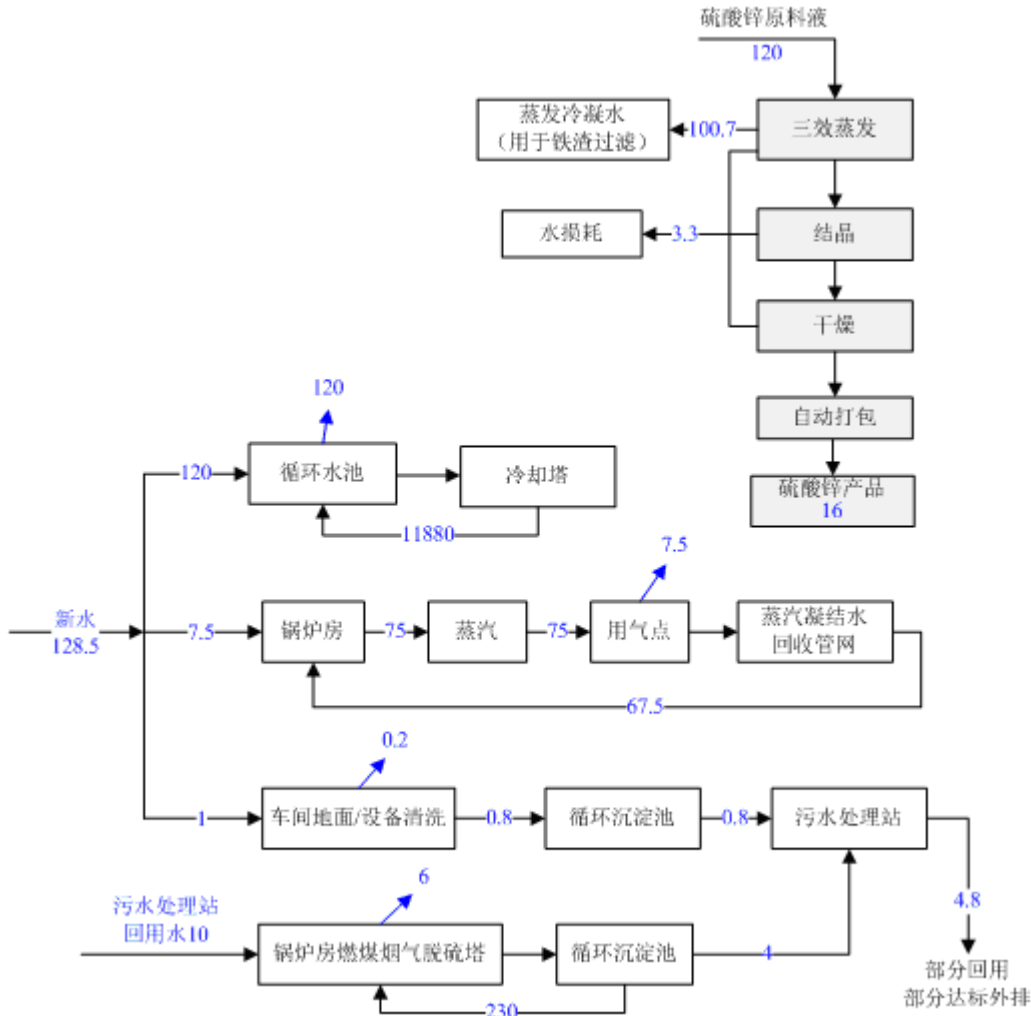 硫酸锌原料液
120
蒸发冷凝水
（用于铁渣过滤）
100.7
三效蒸发
水损耗
3.3
结晶
干燥
自动打包
硫酸锌产品
16
120
120
循环水池
冷却塔
11880
7.5
新水
128.5
7.5
锅炉房
75
蒸汽
75
用气点
蒸汽凝结水
回收管网
67.5
0.2
1
车间地面/设备清洗
0.8
循环沉淀池
0.8
污水处理站
6
4.8
污水处理站
回用水10
锅炉房燃煤烟气脱硫塔
循环沉淀池
4
230
部分回用
部分达标外排